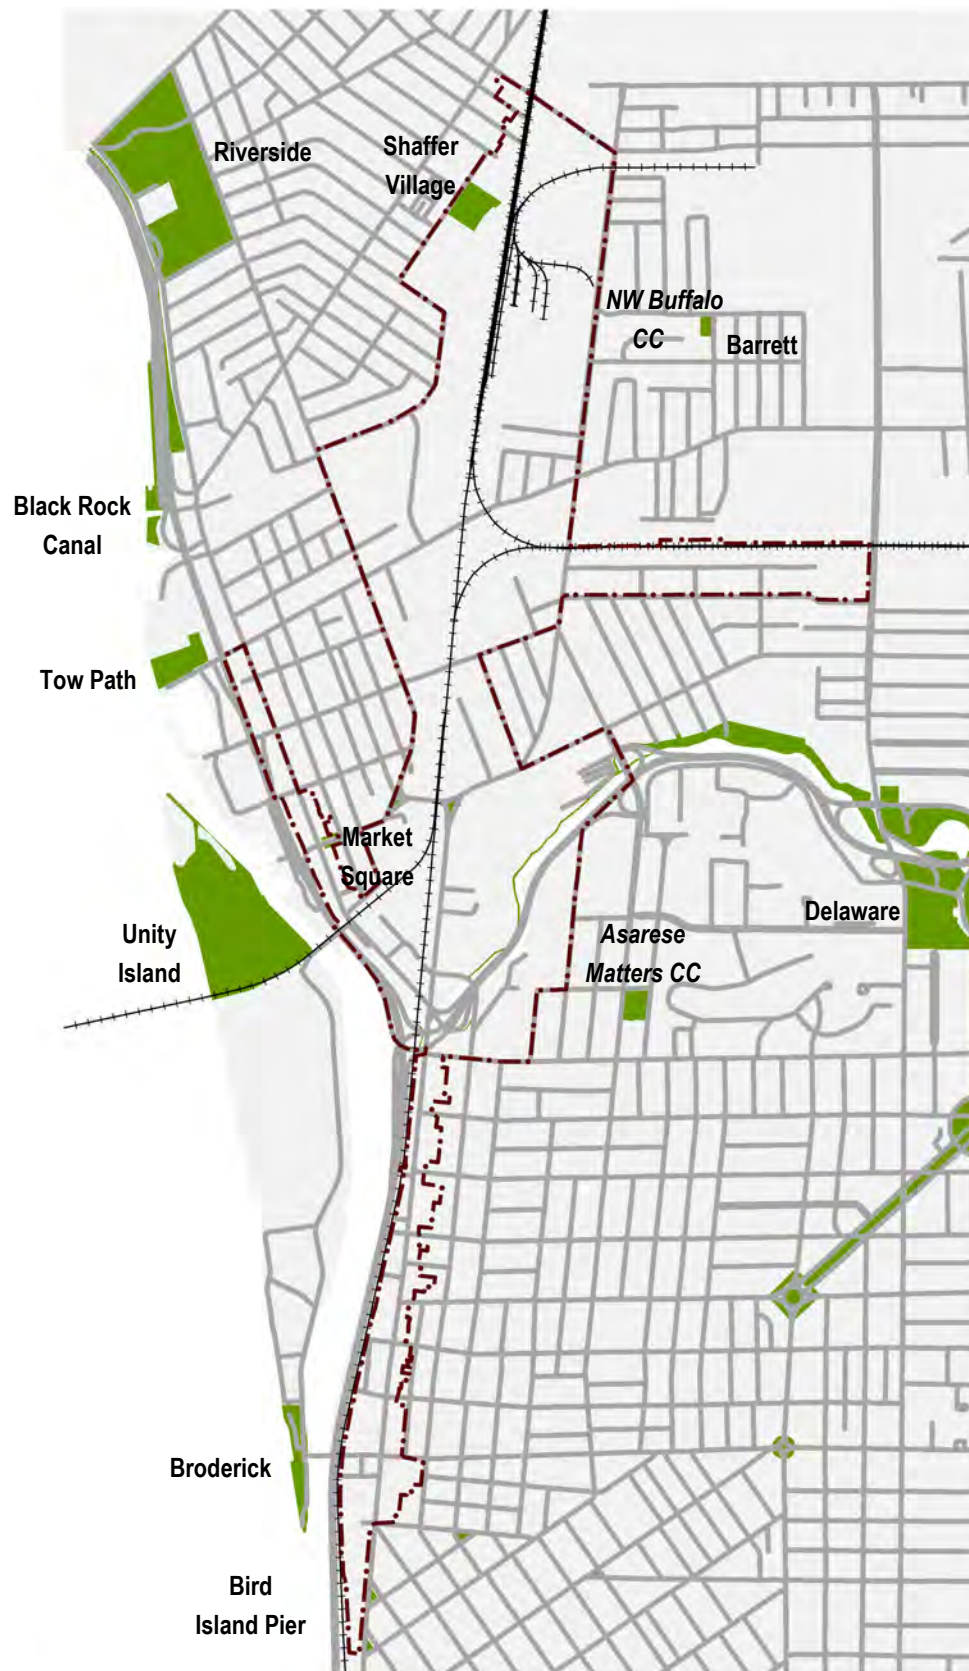 Riverside
Shaffer
Village
NW Buffalo
CC
Barrett
Black Rock
Canal
Tow Path
Market
Square
Unity
Island
Delaware
Asarese
Matters CC
Broderick
Bird
Island Pier